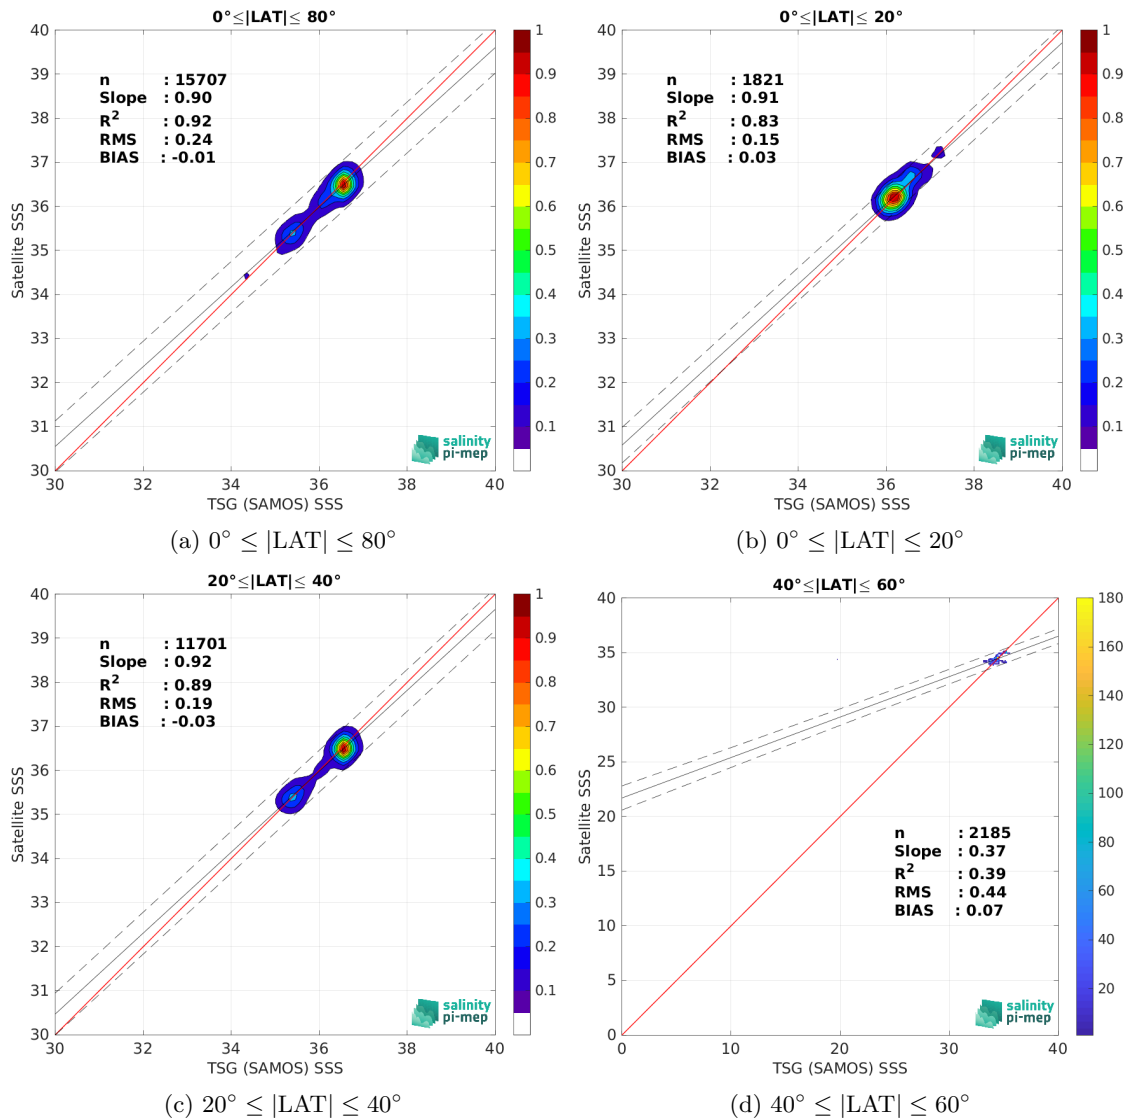 0°≤|LAT|≤ 80°
n : 15707
Slope : 0.90
R² : 0.92
RMS : 0.24
BIAS : -0.01
Satellite SSS
40
39
38
37
36
35
34
33
32
31
30
30 32 34 36 38 40
TSG (SAMOS) SSS
1
0.9
0.8
0.7
0.6
0.5
0.4
0.3
0.2
0.1
salinity
pi-mep
(a) 0° ≤ |LAT| ≤ 80°
0°≤|LAT|≤ 20°
n : 1821
Slope : 0.91
R² : 0.83
RMS : 0.15
BIAS : 0.03
Satellite SSS
40
39
38
37
36
35
34
33
32
31
30
30 32 34 36 38 40
TSG (SAMOS) SSS
1
0.9
0.8
0.7
0.6
0.5
0.4
0.3
0.2
0.1
salinity
pi-mep
(b) 0° ≤ |LAT| ≤ 20°
20°≤|LAT|≤ 40°
n : 11701
Slope : 0.92
R² : 0.89
RMS : 0.19
BIAS : -0.03
Satellite SSS
40
39
38
37
36
35
34
33
32
31
30
30 32 34 36 38 40
TSG (SAMOS) SSS
1
0.9
0.8
0.7
0.6
0.5
0.4
0.3
0.2
0.1
salinity
pi-mep
(c) 20° ≤ |LAT| ≤ 40°
40°≤|LAT|≤ 60°
n : 2185
Slope : 0.37
R² : 0.39
RMS : 0.44
BIAS : 0.07
Satellite SSS
40
35
30
25
20
15
10
5
0
0 10 20 30 40
TSG (SAMOS) SSS
180
160
140
120
100
80
60
40
20
salinity
pi-mep
(d) 40° ≤ |LAT| ≤ 60°